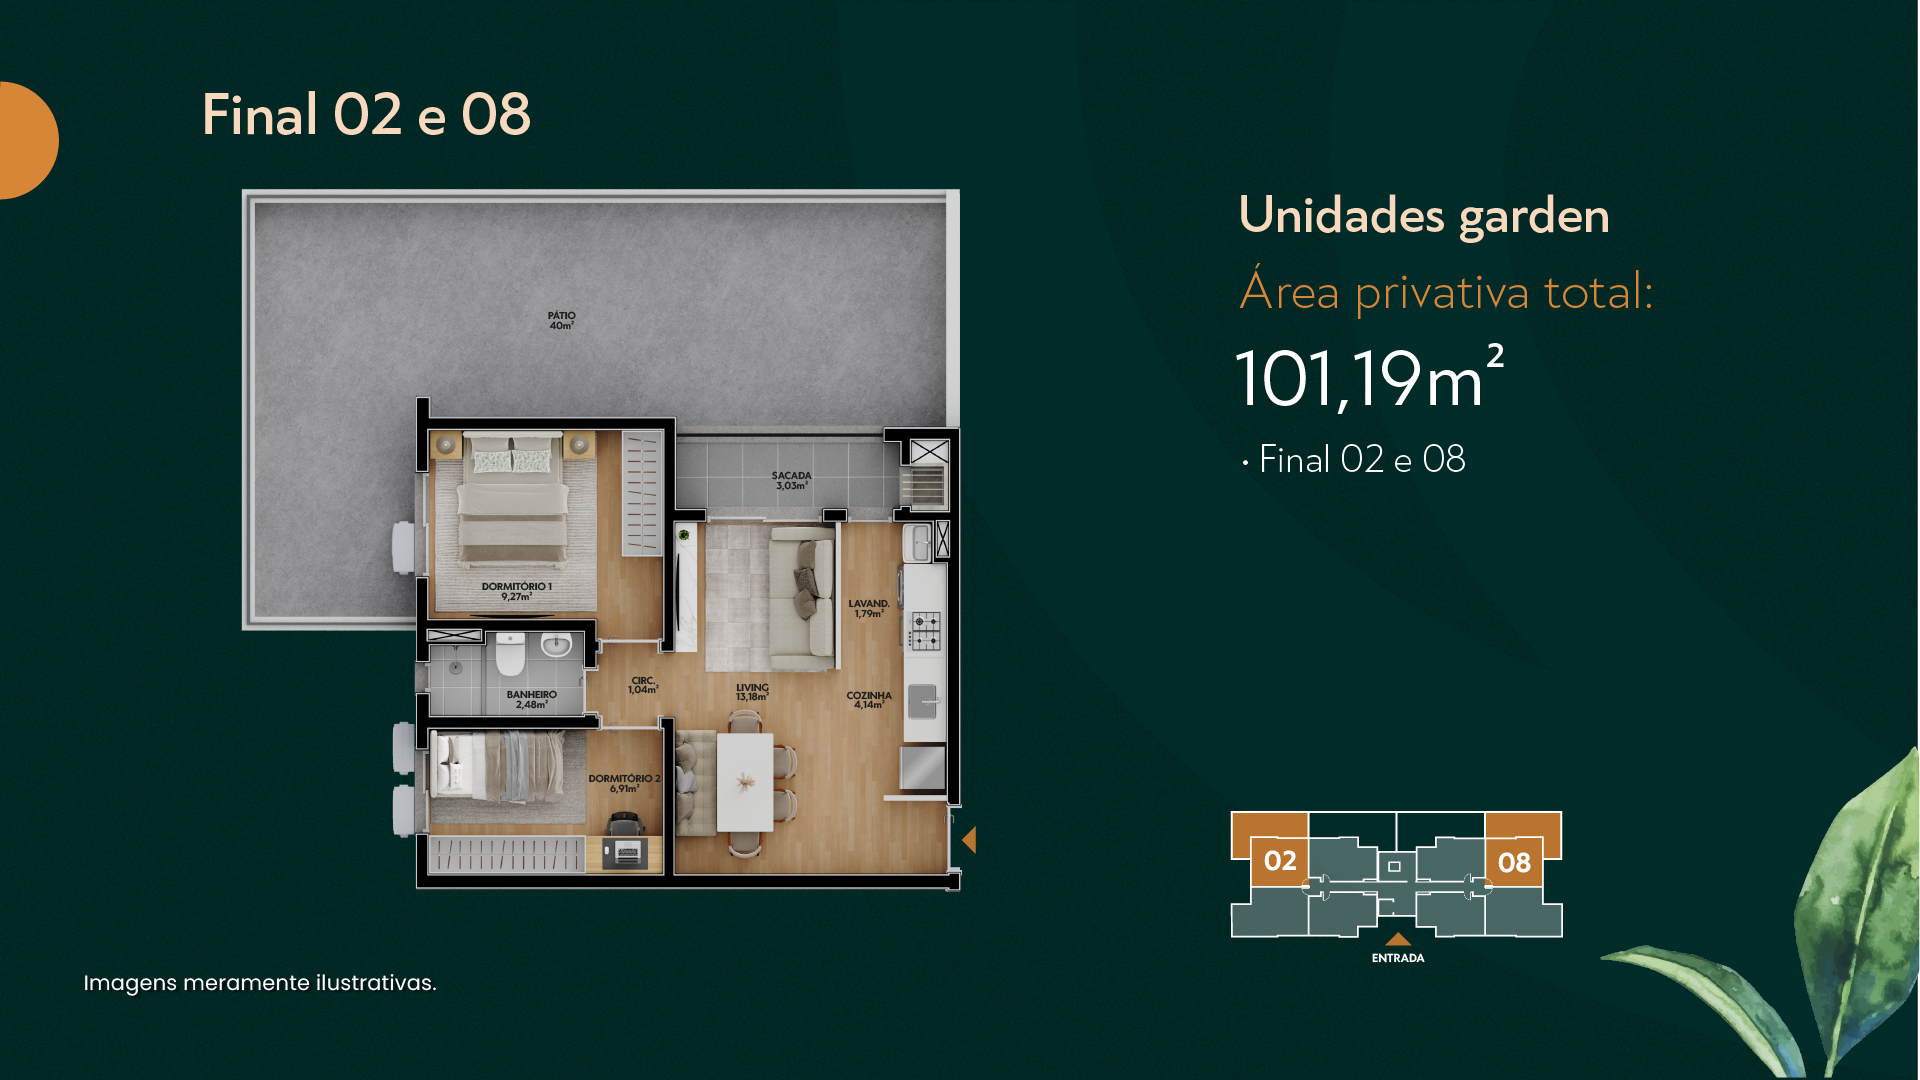 Final 02 e 08
Unidades garden
Área privativa total:
101,19m²
· Final 02 e 08
PÁTIO
40m²
SACADA
3,03m²
DORMITÓRIO 1
9,27m²
LAVAND.
1,79m²
CIRC.
1,04m²
LIVING
13,18m²
BANHEIRO
2,48m²
COZINHA
4,14m²
DORMITÓRIO 2
6,91m²
02
08
ENTRADA
Imagens meramente ilustrativas.